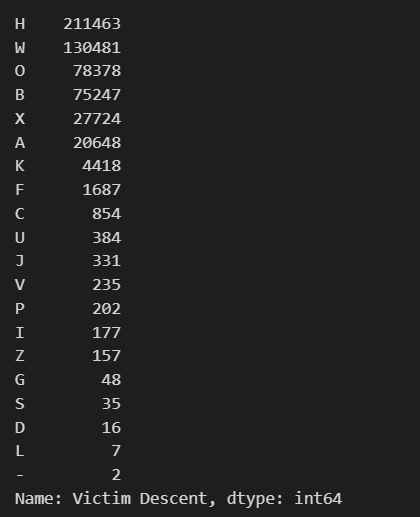 H 211463
W 130481
O 78378
B 75247
X 27724
A 20648
K 4418
F 1687
C 854
U 384
J 331
V 235
P 202
I 177
Z 157
G 48
S 35
D 16
L 7
- 2
Name: Victim Descent, dtype: int64